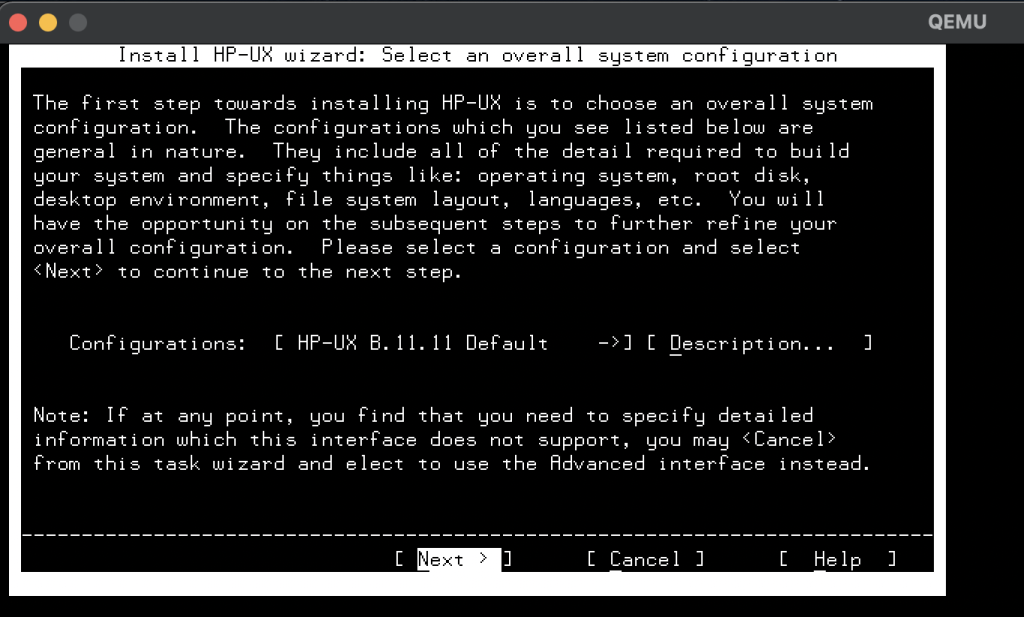 QEMU
Install HP-UX wizard: Select an overall system configuration
The first step towards installing HP-UX is to choose an overall system
configuration.  The configurations which you see listed below are
general in nature.  They include all of the detail required to build
your system and specify things like: operating system, root disk,
desktop environment, file system layout, languages, etc.  You will
have the opportunity on the subsequent steps to further refine your
overall configuration.  Please select a configuration and select
<Next> to continue to the next step.
Configurations:  [ HP-UX B.11.11 Default    ->] [ Description...  ]
Note: If at any point, you find that you need to specify detailed
information which this interface does not support, you may <Cancel>
from this task wizard and elect to use the Advanced interface instead.
[ Next > ]      [ Cancel ]      [  Help  ]